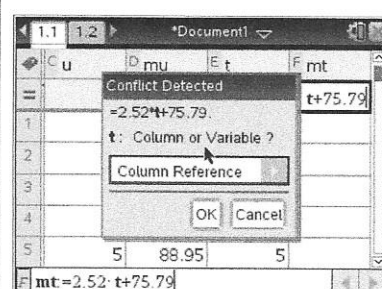 1.1 1.2 *Document1
C u D mu E t F mt
= t+75.79
Conflict Detected
=2.52*t+75.79.
t : Column or Variable ?
Column Reference
OK Cancel
1
2
3
4
5 5 88.95 5
F mt:=2.52· t+75.79